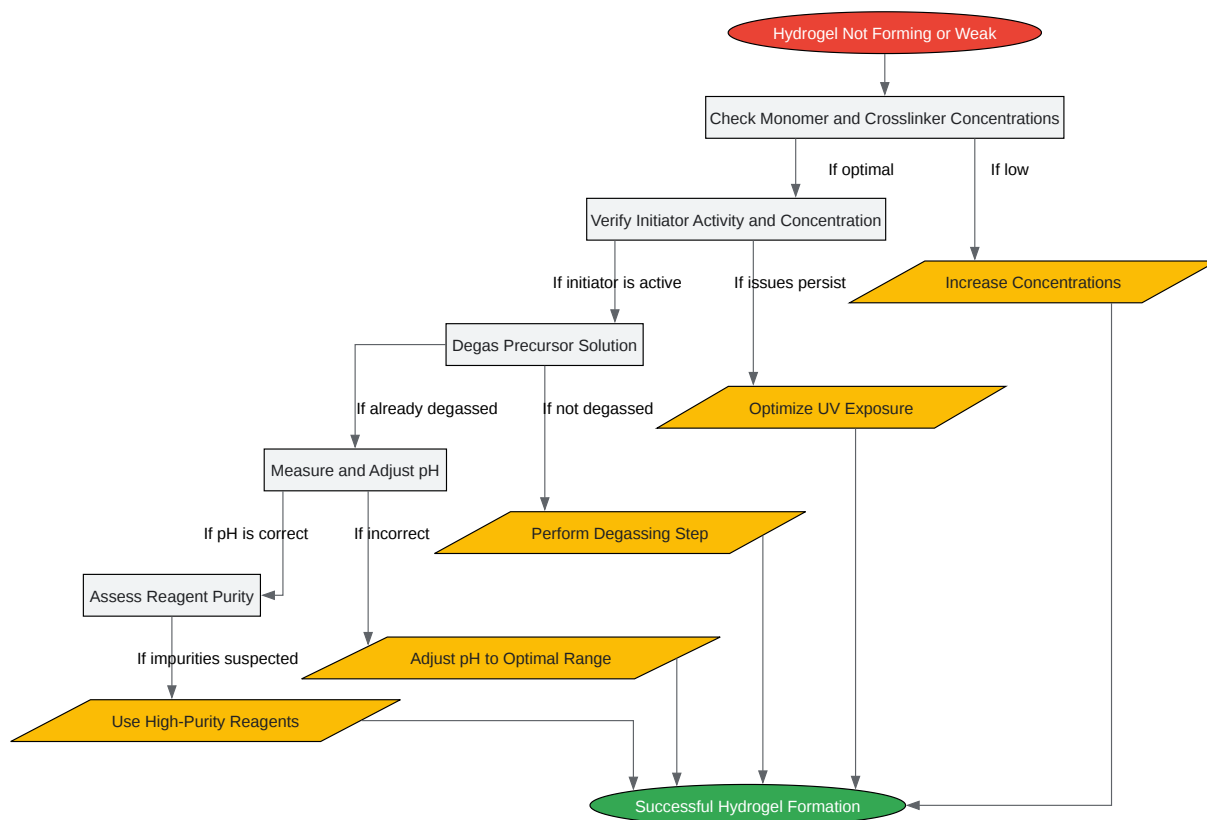 Hydrogel Not Forming or Weak
Check Monomer and Crosslinker Concentrations
If optimal
If low
Verify Initiator Activity and Concentration
If initiator is active
If issues persist
Increase Concentrations
Degas Precursor Solution
If already degassed
If not degassed
Optimize UV Exposure
Measure and Adjust pH
If pH is correct
If incorrect
Perform Degassing Step
Assess Reagent Purity
If impurities suspected
Adjust pH to Optimal Range
Use High-Purity Reagents
Successful Hydrogel Formation